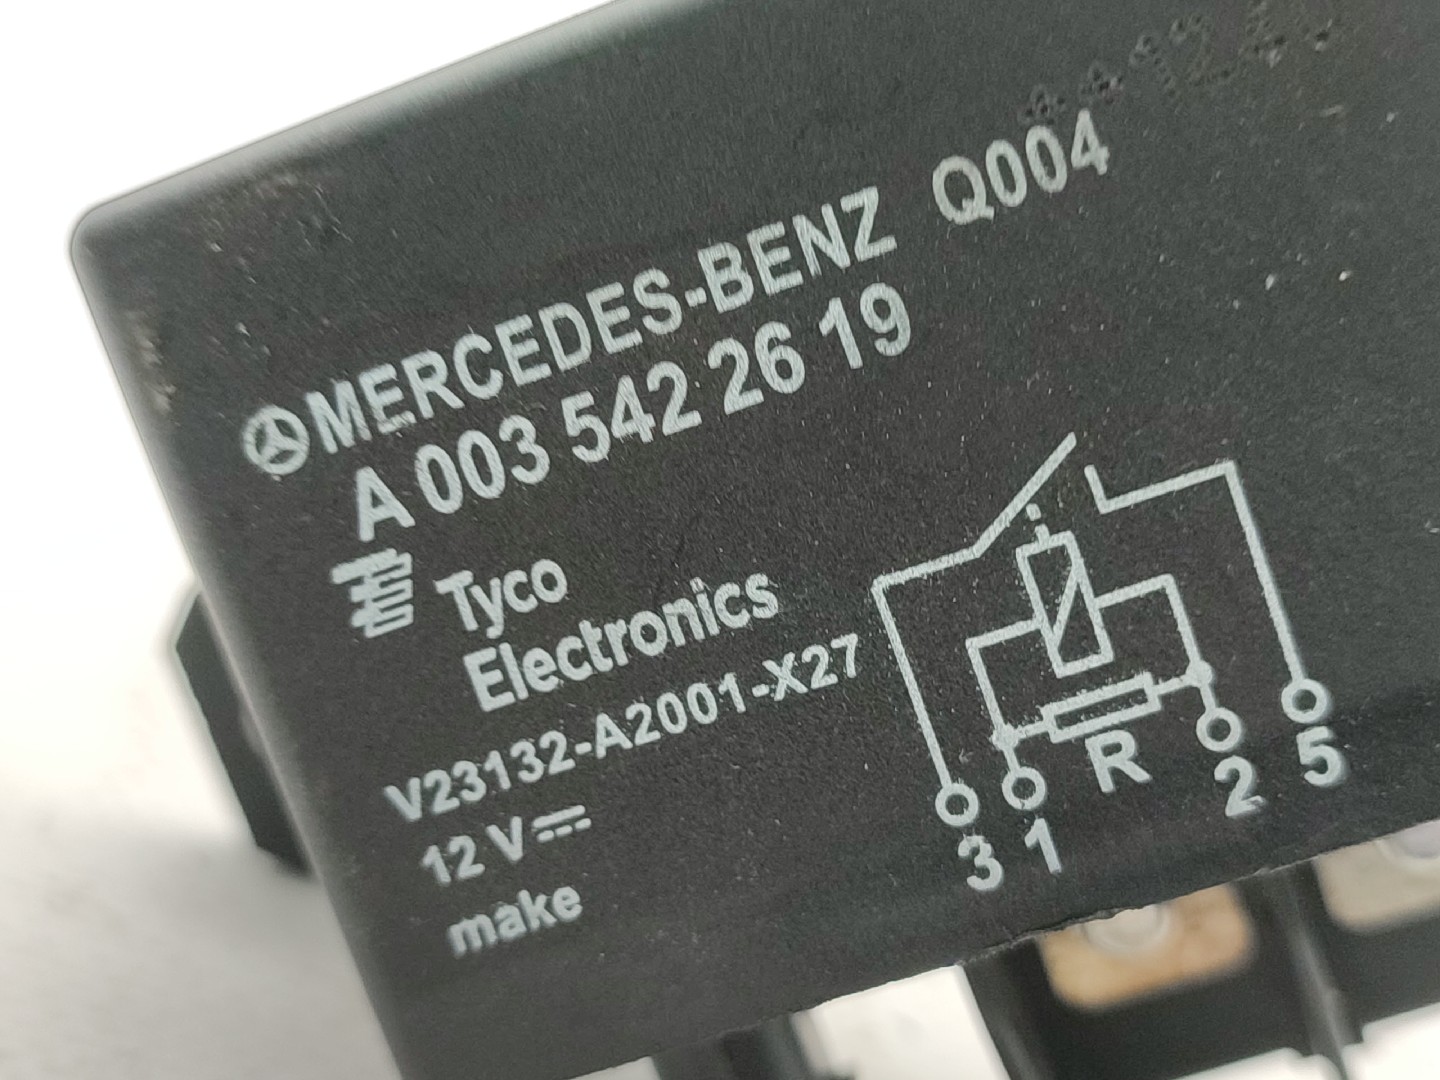 MERCEDES-BENZ Q004
A 003 542 26 19
Tyco
Electronics
V23132-A2001-X27
12 V
make
R
3 1 2 5